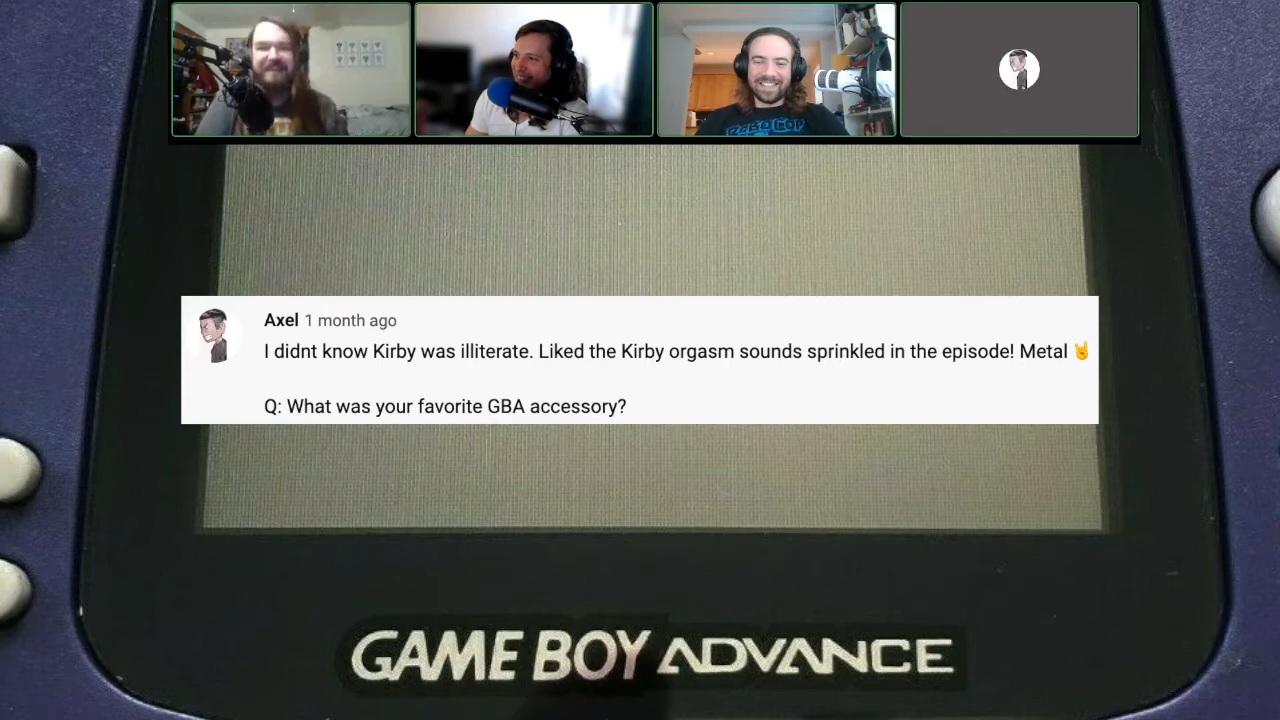 ROBOCOP
Axel 1 month ago
I didnt know Kirby was illiterate. Liked the Kirby orgasm sounds sprinkled in the episode! Metal 🤘
Q: What was your favorite GBA accessory?
GAME BOY ADVANCE